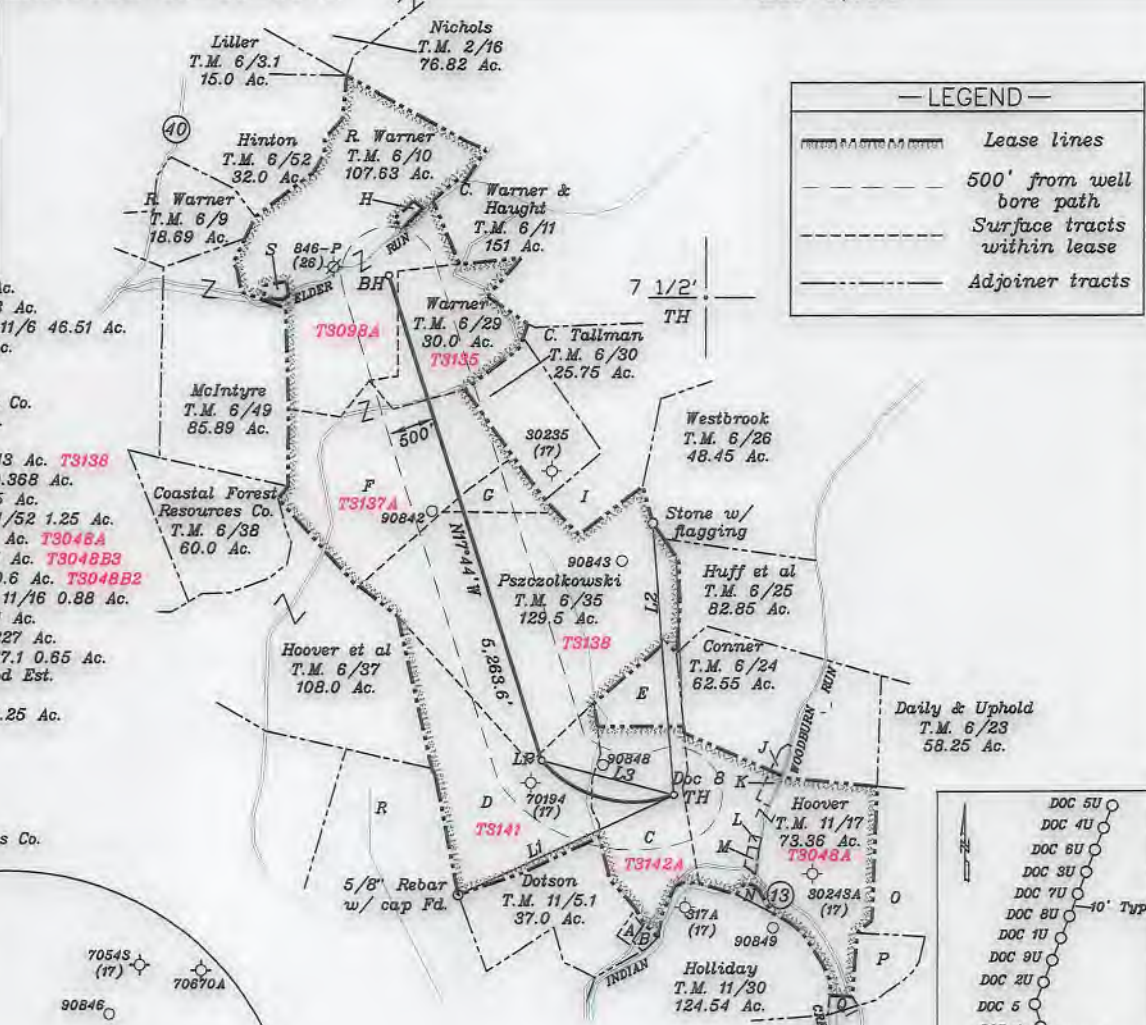 Nichols
T.M. 2/16
76.82 Ac.
Liller
T.M. 6/3.1
15.0 Ac.
40
Hinton
T.M. 6/52
32.0 Ac.
R. Warner
T.M. 6/10
107.63 Ac.
H
C. Warner &
Haught
T.M. 6/11
151 Ac.
R. Warner
T.M. 6/9
18.69 Ac.
S
846-P
(26)
ELDER
RUN
BH
Warner
T.M. 6/29
30.0 Ac.
T3135
T3098A
7 1/2'
TH
C. Tallman
T.M. 6/30
25.75 Ac.
— LEGEND —
Lease lines
500' from well
bore path
Surface tracts
within lease
Adjoiner tracts
Ac.
Ac.
11/6 46.51 Ac.
Co.
Ac. T3138
.368 Ac.
Ac.
/52 1.25 Ac.
Ac. T3048A
Ac. T3048B3
0.6 Ac. T3048B2
11/16 0.88 Ac.
Ac.
227 Ac.
7.1 0.65 Ac.
d Est.
.25 Ac.
s Co.
McIntyre
T.M. 6/49
85.89 Ac.
500'
30235
(17)
Westbrook
T.M. 6/26
48.45 Ac.
Coastal Forest
Resources Co.
T.M. 6/38
60.0 Ac.
F
T3137A
90842
G
I
N17°44'W
5,263.6'
Stone w/
flagging
90843
Pszczolkowski
T.M. 6/35
129.5 Ac.
T3138
L2
Huff et al
T.M. 6/25
82.85 Ac.
Hoover et al
T.M. 6/37
108.0 Ac.
Conner
T.M. 6/24
62.55 Ac.
E
WOODBURN RUN
Daily & Uphold
T.M. 6/23
58.25 Ac.
LP
90848
L3
J
Doc 8
K
TH
70194
(17)
D
T3141
L1
R
C
T3142A
L
M
Hoover
T.M. 11/17
73.36 Ac.
T3048A
30243A
(17)
5/8" Rebar
w/ cap Fd.
Dotson
T.M. 11/5.1
37.0 Ac.
A
B
317A
(17)
N
13
90849
O
P
Q
INDIAN
Holliday
T.M. 11/30
124.54 Ac.
7054S
(17)
70670A
90846
N
DOC 5U
DOC 4U
DOC 6U
DOC 3U
DOC 7U
DOC 8U
10' Typ
DOC 1U
DOC 9U
DOC 2U
DOC 5